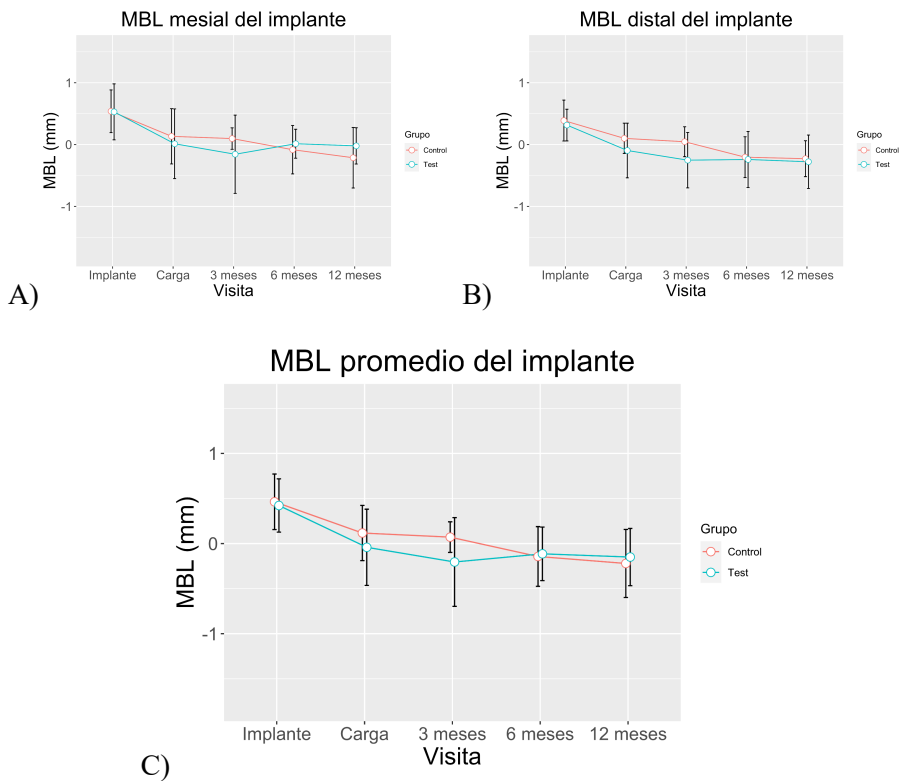 MBL mesial del implante
MBL (mm)
1
0
-1
Implante Carga 3 meses 6 meses 12 meses
Visita
Grupo
Control
Test
A)
MBL distal del implante
MBL (mm)
1
0
-1
Implante Carga 3 meses 6 meses 12 meses
Visita
Grupo
Control
Test
B)
MBL promedio del implante
MBL (mm)
1
0
-1
Implante Carga 3 meses 6 meses 12 meses
Visita
Grupo
Control
Test
C)